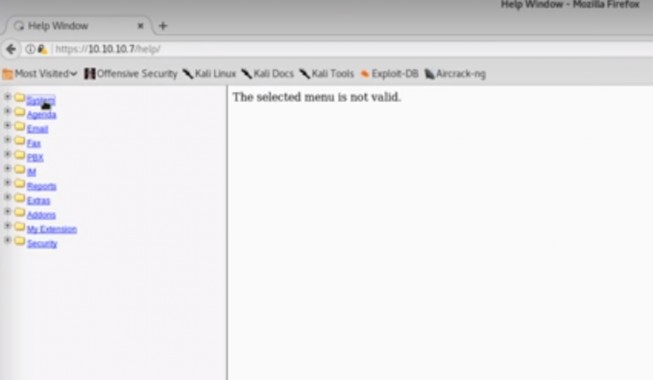 Help Window - Mozilla Firefox
Help Window
https://10.10.10.7/help/
Most Visited Offensive Security Kali Linux Kali Docs Kali Tools Exploit-DB Aircrack-ng
System
The selected menu is not valid.
Agenda
Email
Fax
PBX
IM
Reports
Extras
Addons
My Extension
Security